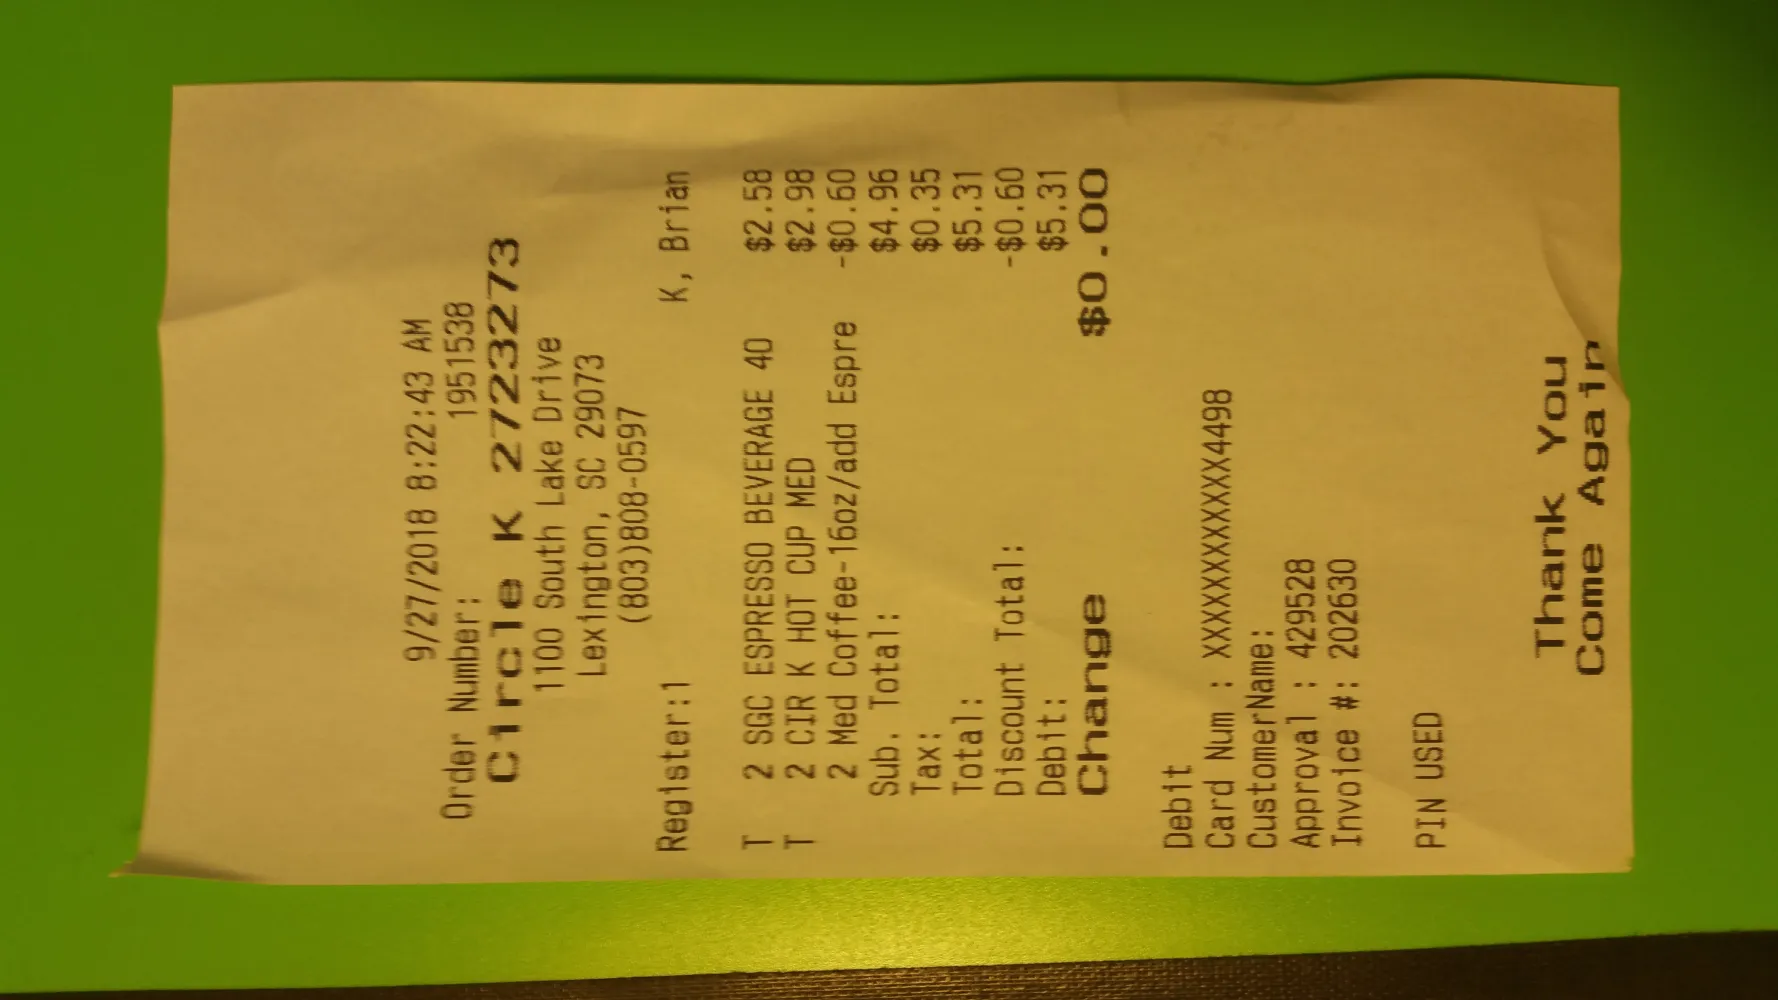 9/27/2018 8:22:43 AM
Order Number: 1951538
Circle K 2723273
1100 South Lake Drive
Lexington, SC 29073
(803)808-0597
Register:1 K, Brian
T 2 SGC ESPRESSO BEVERAGE 40 $2.58
T 2 CIR K HOT CUP MED $2.98
2 Med Coffee-16oz/add Espre -$0.60
Sub. Total: $4.96
Tax: $0.35
Total: $5.31
Discount Total: -$0.60
Debit: $5.31
Change $0.00
Debit
Card Num : XXXXXXXXXXXX4498
CustomerName:
Approval : 429528
Invoice #: 202630
PIN USED
Thank You
Come Again